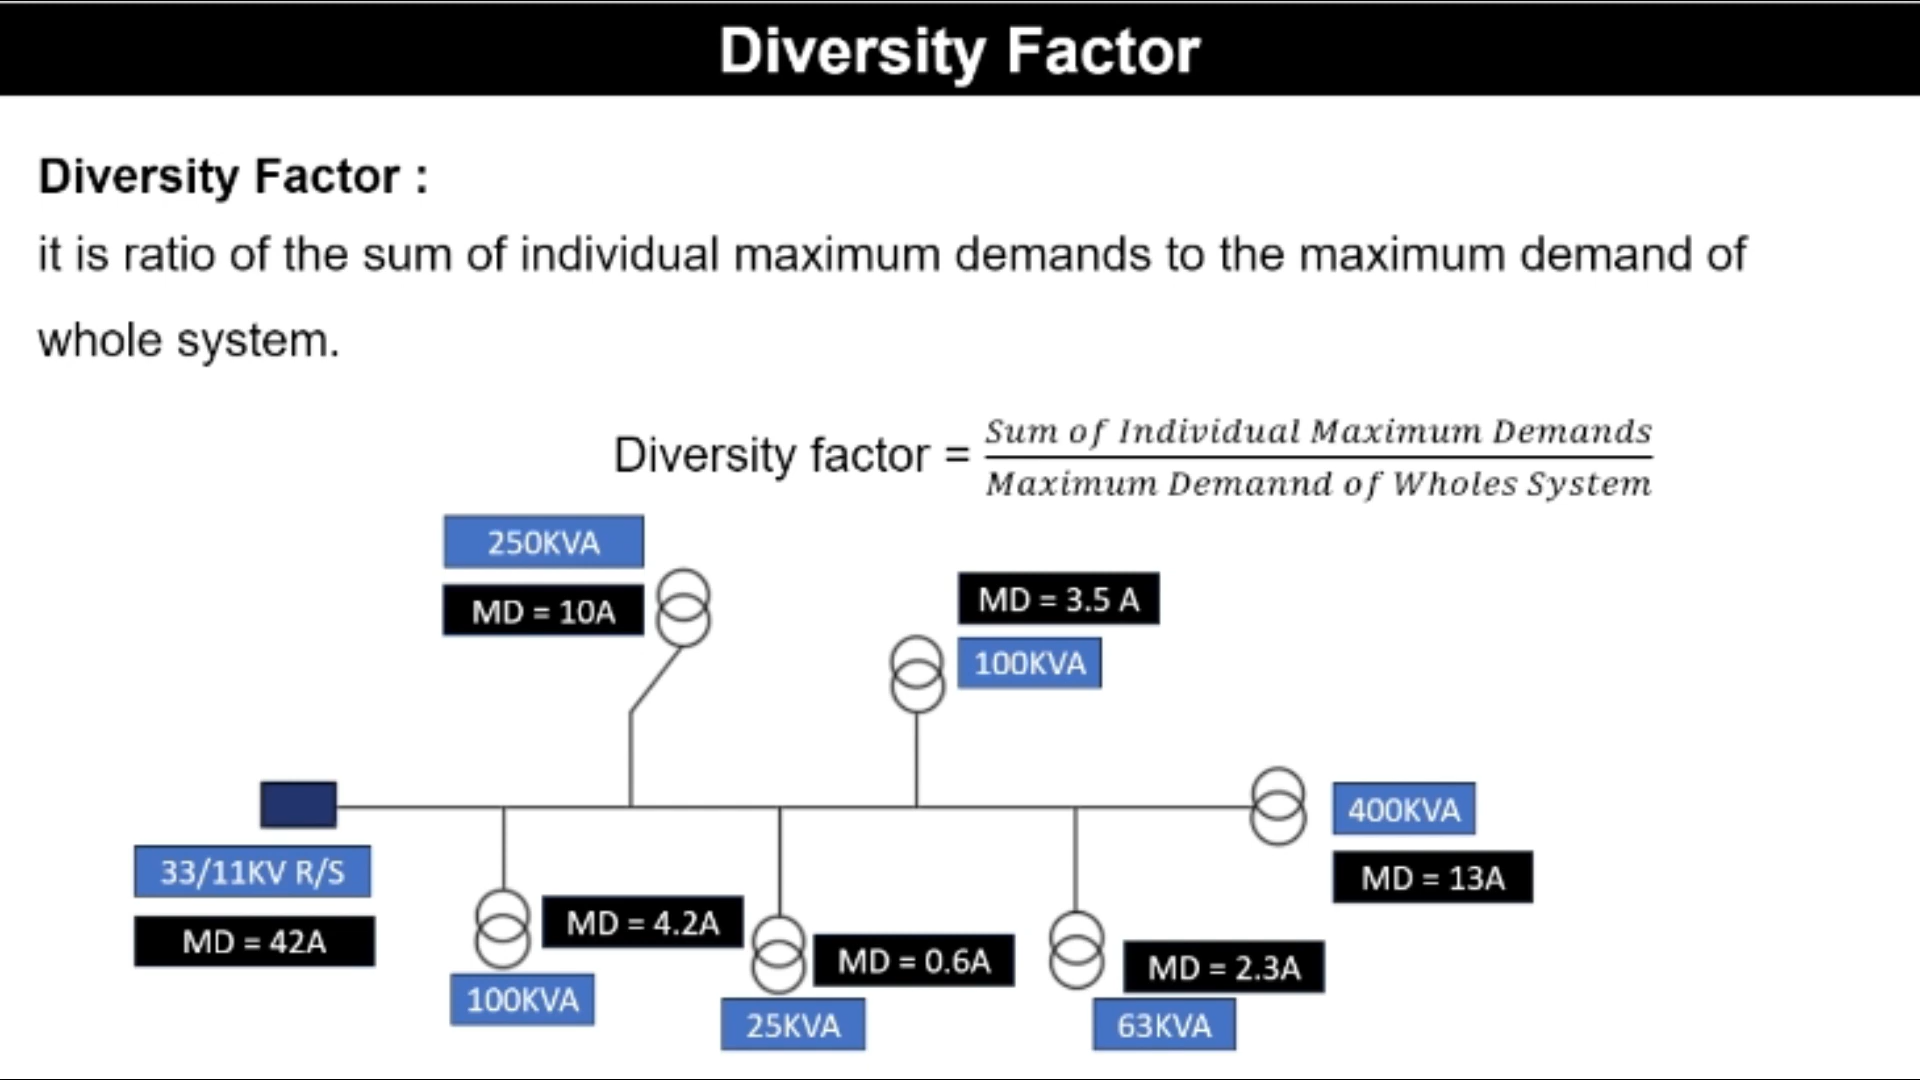 Diversity Factor
Diversity Factor :
it is ratio of the sum of individual maximum demands to the maximum demand of
whole system.
Diversity factor = Sum of Individual Maximum Demands
Maximum Demannd of Wholes System
250KVA
MD = 10A
MD = 3.5 A
100KVA
400KVA
MD = 13A
33/11KV R/S
MD = 42A
MD = 4.2A
100KVA
MD = 0.6A
25KVA
MD = 2.3A
63KVA